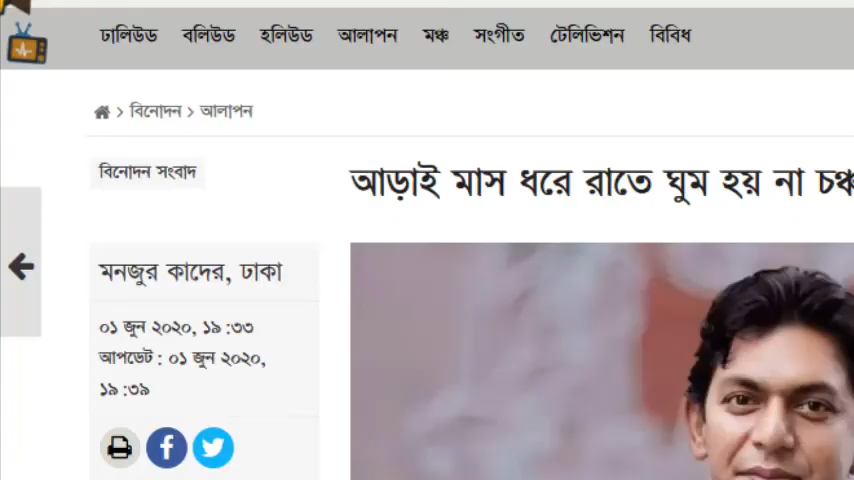 ঢালিউড বলিউড হলিউড আলাপন মঞ্চ সংগীত টেলিভিশন বিবিধ
> বিনোদন > আলাপন
বিনোদন সংবাদ
আড়াই মাস ধরে রাতে ঘুম হয় না
মনজুর কাদের, ঢাকা
০১ জুন ২০২০, ১৯:৩৩
আপডেট: ০১ জুন ২০২০,
১৯:৩৯